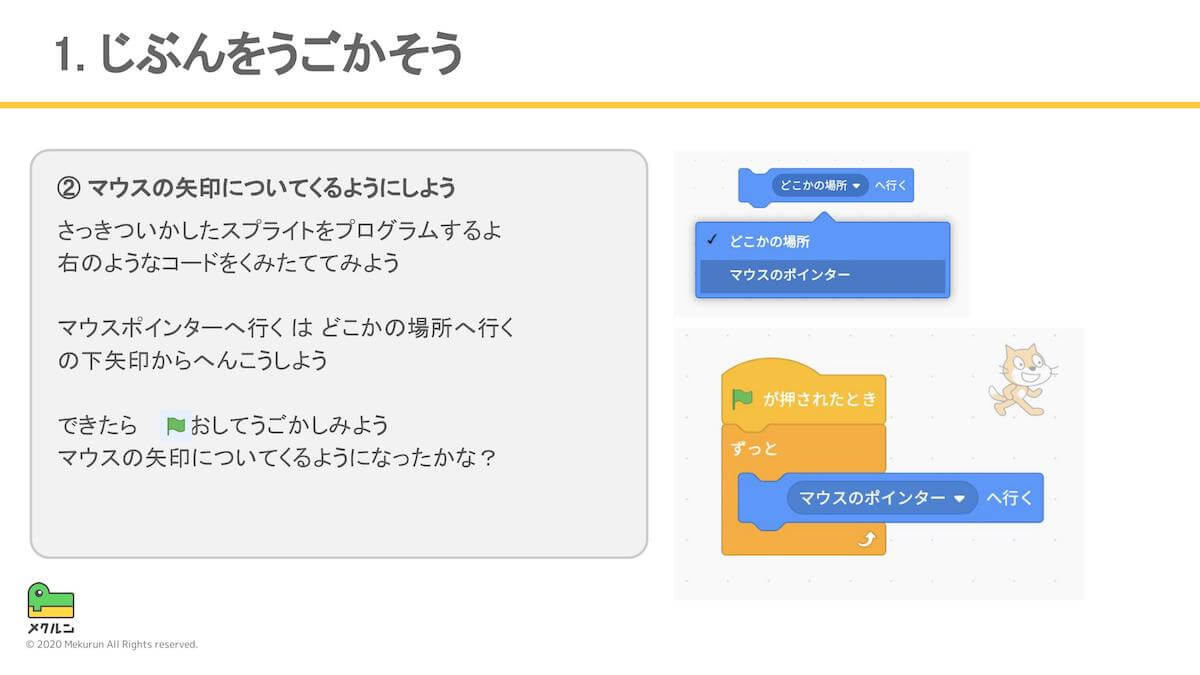 1. じぶんをうごかそう
② マウスの矢印についてくるようにしよう
さっきついかしたスプライトをプログラムするよ
右のようなコードをくみたててみよう
マウスポインターへ行く は どこかの場所へ行く
の下矢印からへんこうしよう
できたら おしてうごかしみよう
マウスの矢印についてくるようになったかな？
どこかの場所 へ行く
✓ どこかの場所
マウスのポインター
が押されたとき
ずっと
マウスのポインター へ行く
メクルン
© 2020 Mekurun All Rights reserved.